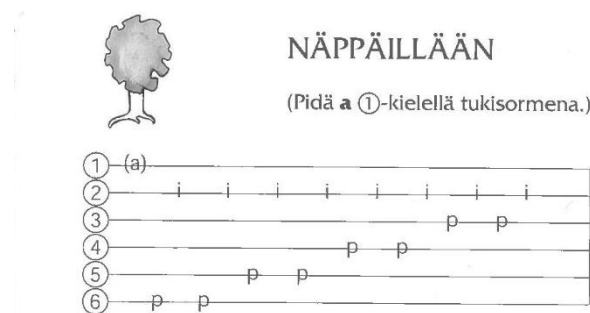 NÄPPÄILLÄÄN
(Pidä a ①-kielellä tukisormena.)
① (a)
② i i i i i i i i
③ p p
④ p p
⑤ p p
⑥ p p